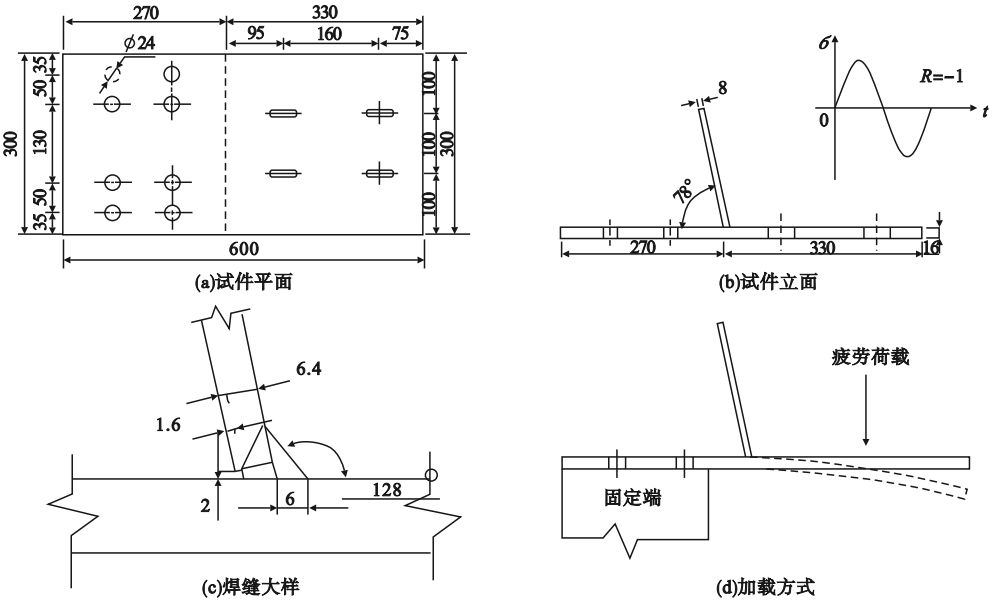 270
330
95
160
75
ϕ24
35
50
130
50
35
300
100
100
100
300
600
(a)试件平面
σ
R=−1
0
t
8
78°
270
330
16
(b)试件立面
6.4
1.6
2
6
128
(c)焊缝大样
疲劳荷载
固定端
(d)加载方式